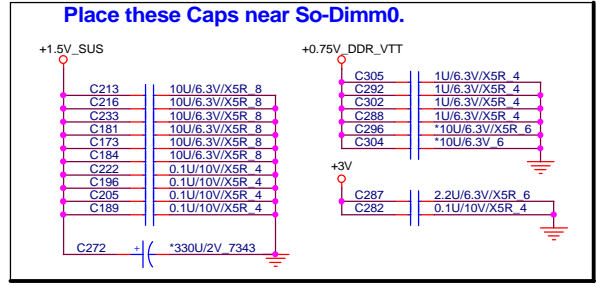 Place these Caps near So-Dimm0.
+1.5V_SUS
C213 10U/6.3V/X5R_8
C216 10U/6.3V/X5R_8
C233 10U/6.3V/X5R_8
C181 10U/6.3V/X5R_8
C173 10U/6.3V/X5R_8
C184 10U/6.3V/X5R_8
C222 0.1U/10V/X5R_4
C196 0.1U/10V/X5R_4
C205 0.1U/10V/X5R_4
C189 0.1U/10V/X5R_4
C272 + *330U/2V_7343
+0.75V_DDR_VTT
C305 1U/6.3V/X5R_4
C292 1U/6.3V/X5R_4
C302 1U/6.3V/X5R_4
C288 1U/6.3V/X5R_4
C296 *10U/6.3V/X5R_6
C304 *10U/6.3V_6
+3V
C287 2.2U/6.3V/X5R_6
C282 0.1U/10V/X5R_4